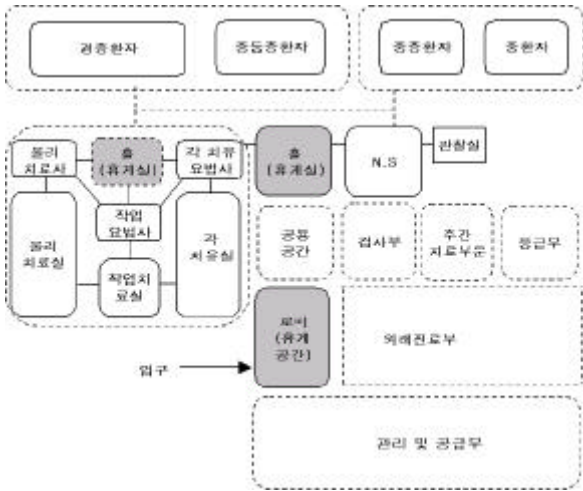 경증환자
중등증환자
중증환자
중환자
물리
치료사
홀
(휴게실)
각 치유
요법사
홀
(휴게실)
N.S
관찰실
작업
요법사
물리
치료실
각
치유실
작업치
료실
공용
공간
검사부
주간
치료부문
응급부
로비
(휴게
공간)
외래진료부
입구
관리 및 공급부